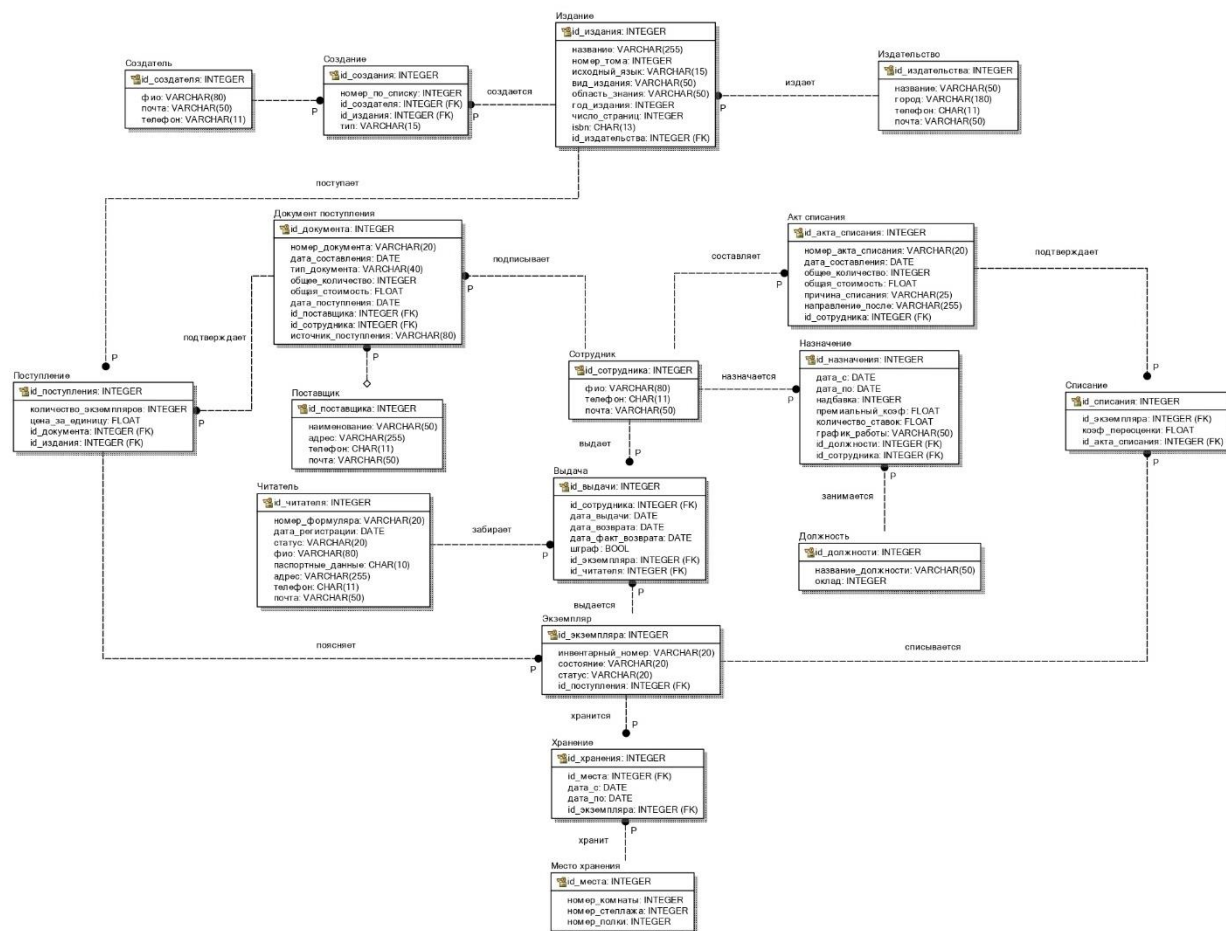 Издание
id_издания: INTEGER
название: VARCHAR(255)
номер_тома: INTEGER
исходный_язык: VARCHAR(15)
вид_издания: VARCHAR(50)
область_знания: VARCHAR(50)
год_издания: INTEGER
число_страниц: INTEGER
isbn: CHAR(13)
id_издательства: INTEGER (FK)
Создатель
id_создателя: INTEGER
фио: VARCHAR(80)
почта: VARCHAR(50)
телефон: VARCHAR(11)
P
Создание
id_создания: INTEGER
номер_по_списку: INTEGER
id_создателя: INTEGER (FK)
id_издания: INTEGER (FK)
тип: VARCHAR(15)
создается
P
издает
P
Издательство
id_издательства: INTEGER
название: VARCHAR(50)
город: VARCHAR(180)
телефон: CHAR(11)
почта: VARCHAR(50)
поступает
P
Документ поступления
id_документа: INTEGER
номер_документа: VARCHAR(20)
дата_составления: DATE
тип_документа: VARCHAR(40)
общее_количество: INTEGER
общая_стоимость: FLOAT
дата_поступления: DATE
id_поставщика: INTEGER (FK)
id_сотрудника: INTEGER (FK)
источник_поступления: VARCHAR(80)
подписывает
P
составляет
P
Акт списания
id_акта_списания: INTEGER
номер_акта_списания: VARCHAR(20)
дата_составления: DATE
общее_количество: INTEGER
общая_стоимость: FLOAT
причина_списания: VARCHAR(25)
направление_после: VARCHAR(255)
id_сотрудника: INTEGER (FK)
подтверждает
P
подтверждает
P
P
Поступление
id_поступления: INTEGER
количество_экземпляров: INTEGER
цена_за_единицу: FLOAT
id_документа: INTEGER (FK)
id_издания: INTEGER (FK)
Поставщик
id_поставщика: INTEGER
наименование: VARCHAR(50)
адрес: VARCHAR(255)
телефон: CHAR(11)
почта: VARCHAR(50)
Сотрудник
id_сотрудника: INTEGER
фио: VARCHAR(80)
телефон: CHAR(11)
почта: VARCHAR(50)
назначается
P
Назначение
id_назначения: INTEGER
дата_с: DATE
дата_по: DATE
надбавка: INTEGER
премиальный_коэф: FLOAT
количество_ставок: FLOAT
график_работы: VARCHAR(50)
id_должности: INTEGER (FK)
id_сотрудника: INTEGER (FK)
P
Списание
id_списания: INTEGER
id_экземпляра: INTEGER (FK)
коэф_переоценки: FLOAT
id_акта_списания: INTEGER (FK)
P
выдает
P
Читатель
id_читателя: INTEGER
номер_формуляра: VARCHAR(20)
дата_регистрации: DATE
статус: VARCHAR(20)
фио: VARCHAR(80)
паспортные_данные: CHAR(10)
адрес: VARCHAR(255)
телефон: CHAR(11)
почта: VARCHAR(50)
забирает
P
Выдача
id_выдачи: INTEGER
id_сотрудника: INTEGER (FK)
дата_выдачи: DATE
дата_возврата: DATE
дата_факт_возврата: DATE
штраф: BOOL
id_экземпляра: INTEGER (FK)
id_читателя: INTEGER (FK)
P
занимается
Должность
id_должности: INTEGER
название_должности: VARCHAR(50)
оклад: INTEGER
выдается
Экземпляр
id_экземпляра: INTEGER
инвентарный_номер: VARCHAR(20)
состояние: VARCHAR(20)
статус: VARCHAR(20)
id_поступления: INTEGER (FK)
поясняет
P
списывается
хранится
P
Хранение
id_хранения: INTEGER
id_места: INTEGER (FK)
дата_с: DATE
дата_по: DATE
id_экземпляра: INTEGER (FK)
P
хранит
Место хранения
id_места: INTEGER
номер_комнаты: INTEGER
номер_стеллажа: INTEGER
номер_полки: INTEGER